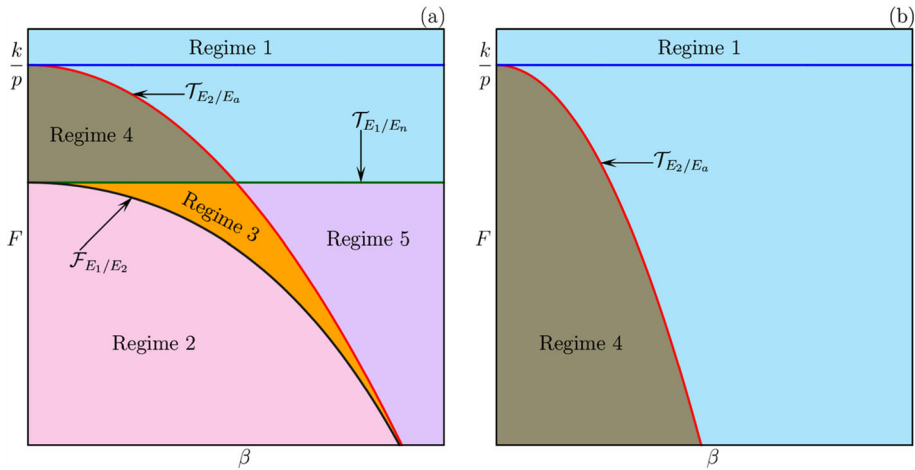 (a)
k
p
Regime 1
𝒯_{E_2/E_a}
𝒯_{E_1/E_n}
Regime 4
Regime 3
F
Regime 5
ℱ_{E_1/E_2}
Regime 2
β
(b)
k
p
Regime 1
𝒯_{E_2/E_a}
F
Regime 4
β